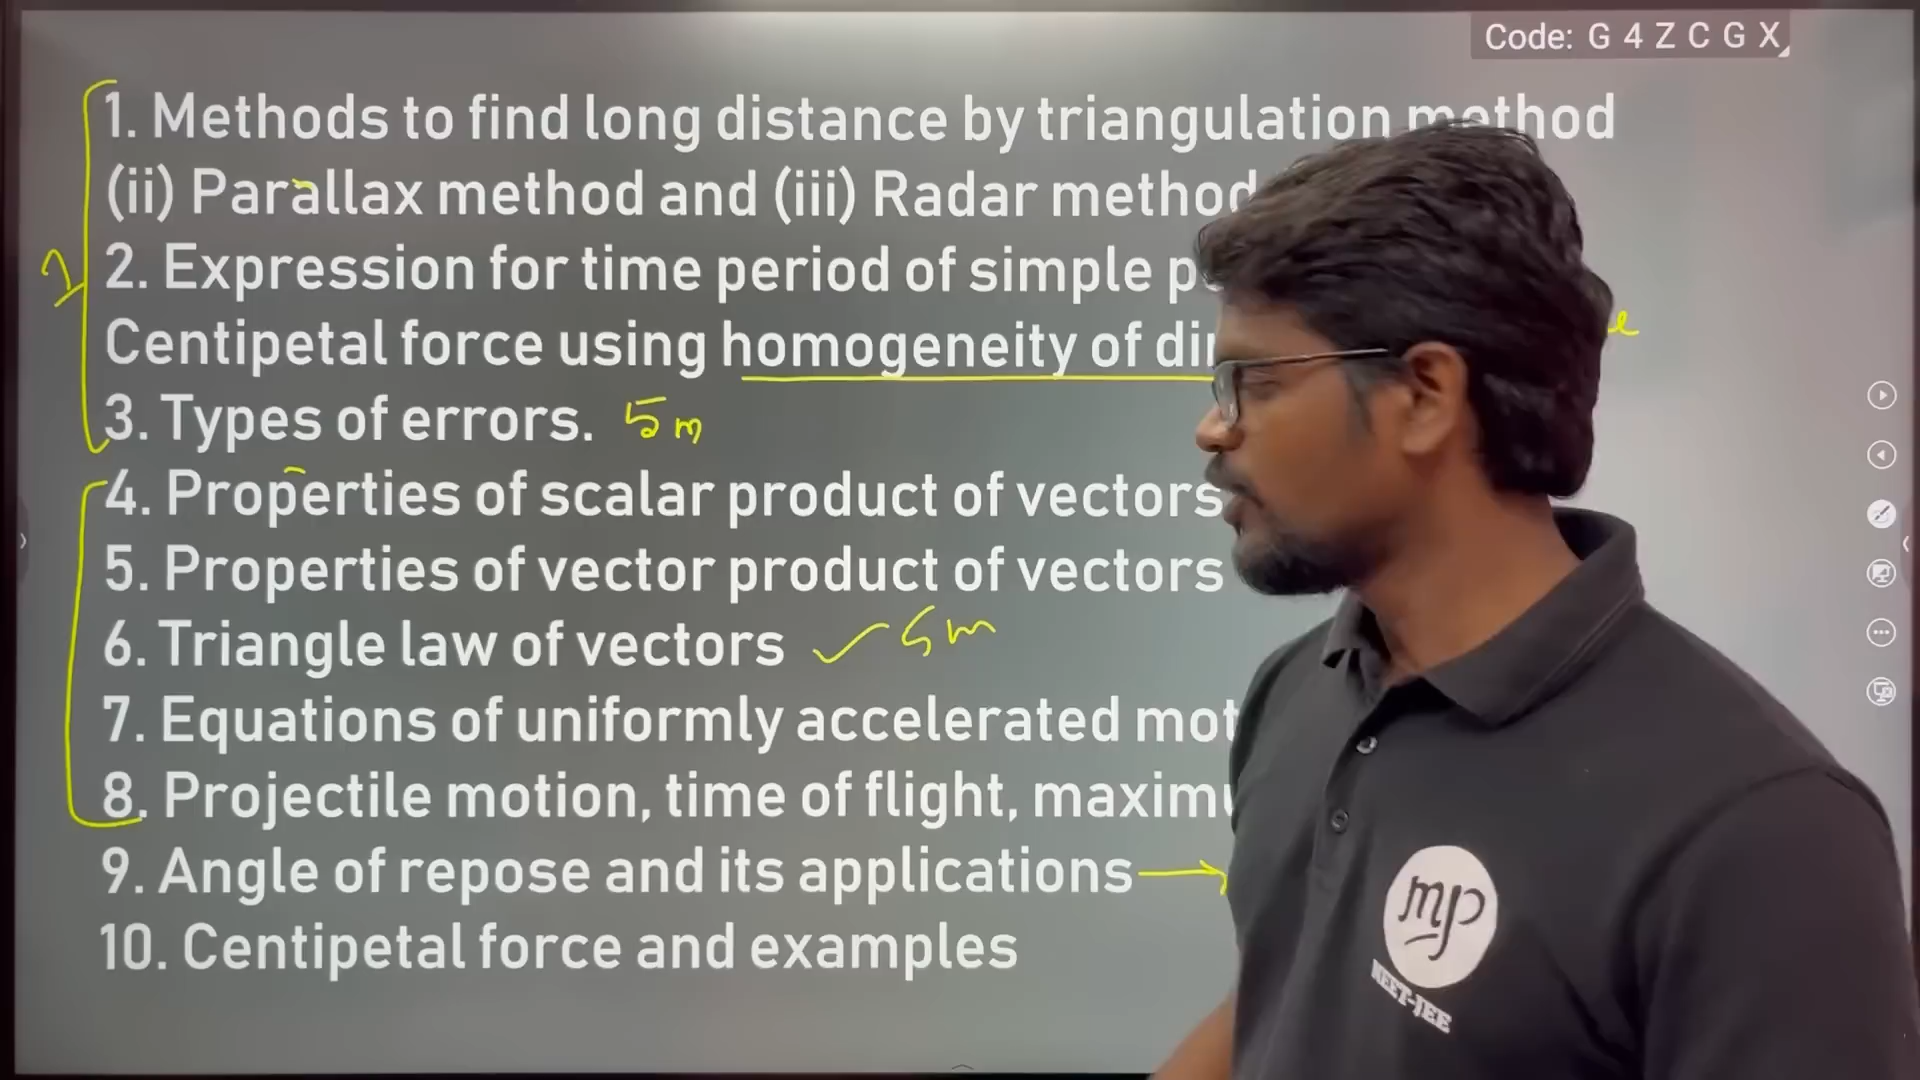 Code: G 4 Z C G X
1. Methods to find long distance by triangulation method
(ii) Parallax method and (iii) Radar method
2. Expression for time period of simple
Centipetal force using homogeneity of
3. Types of errors. 5m
4. Properties of scalar product of vectors
5. Properties of vector product of vectors
6. Triangle law of vectors ✓ 5m
7. Equations of uniformly accelerated
8. Projectile motion, time of flight,
9. Angle of repose and its applications →
10. Centipetal force and examples
mp
NEET-JEE